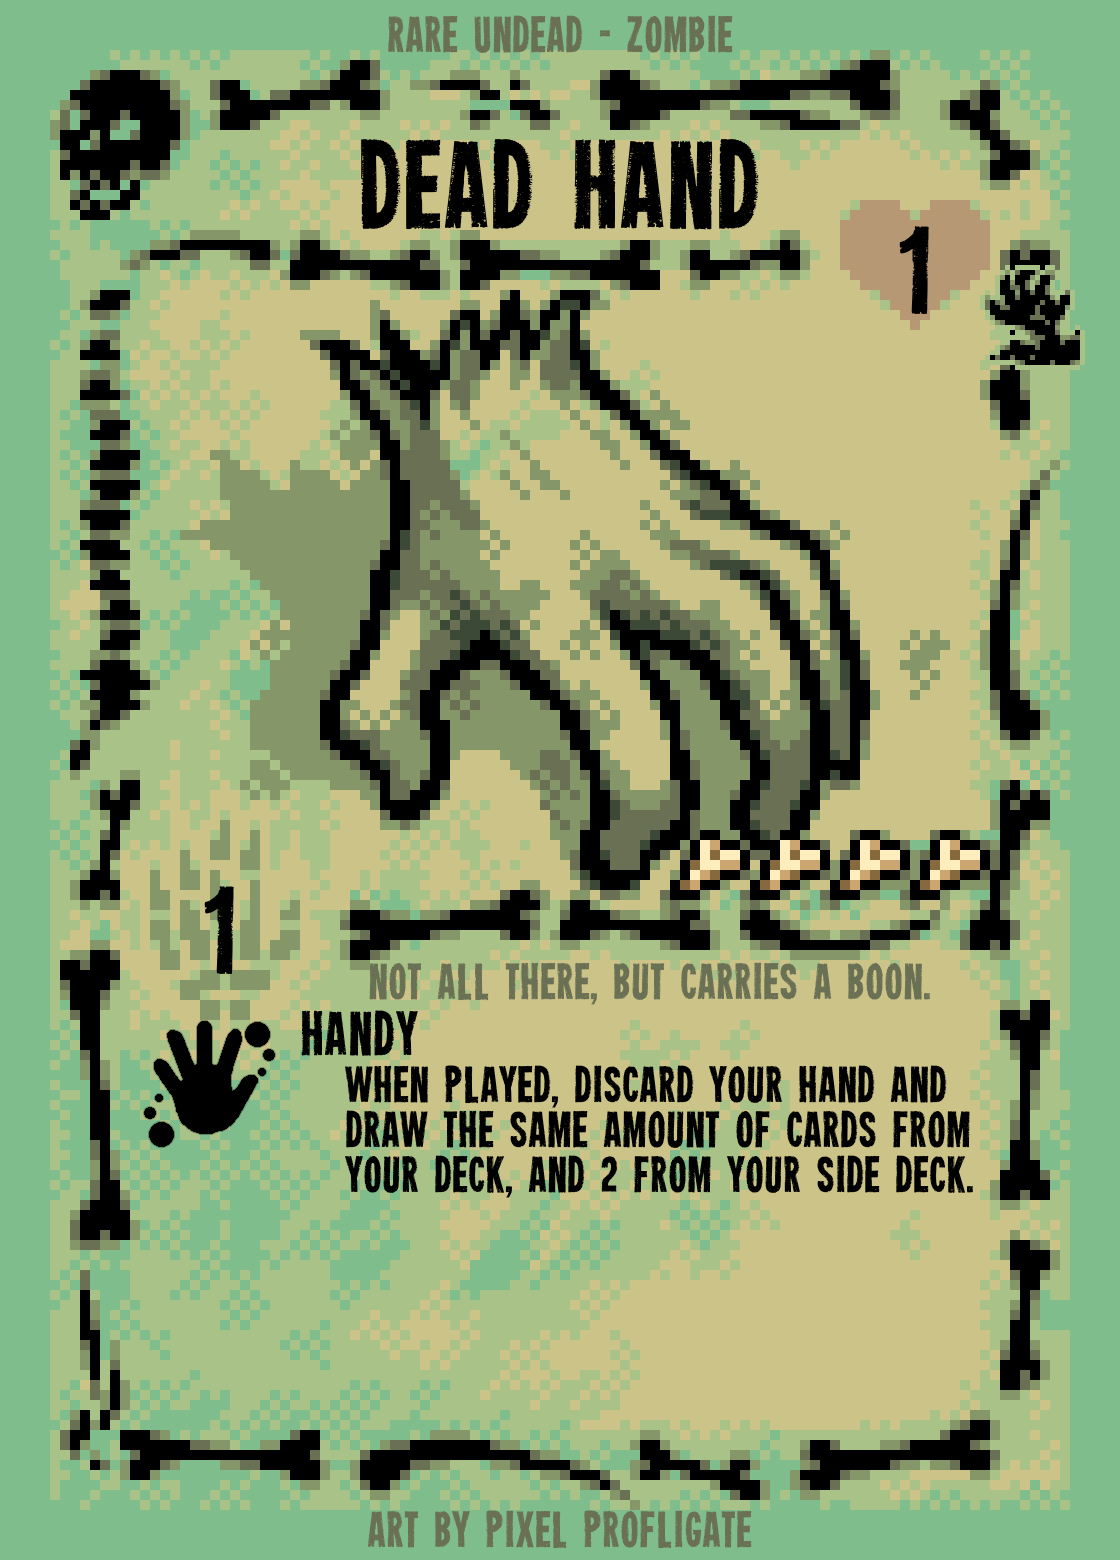 RARE UNDEAD - ZOMBIE
DEAD HAND
1
1
NOT ALL THERE, BUT CARRIES A BOON.
HANDY
WHEN PLAYED, DISCARD YOUR HAND AND
DRAW THE SAME AMOUNT OF CARDS FROM
YOUR DECK, AND 2 FROM YOUR SIDE DECK.
ART BY PIXEL PROFLIGATE